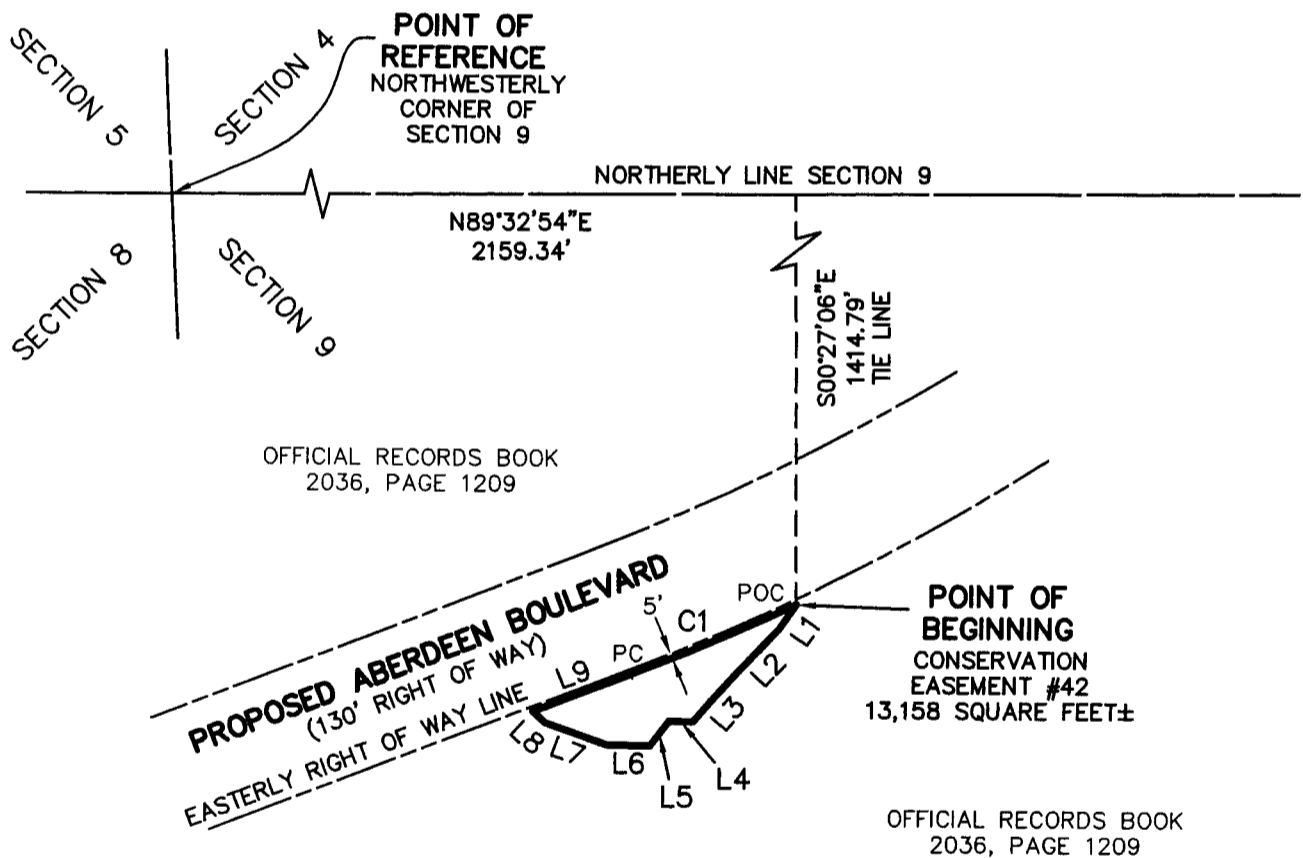 SECTION 5
SECTION 4
POINT OF
REFERENCE
NORTHWESTERLY
CORNER OF
SECTION 9
NORTHERLY LINE SECTION 9
N89°32'54"E
2159.34'
SECTION 8
SECTION 9
S00°27'06"E
1414.79'
TIE LINE
OFFICIAL RECORDS BOOK
2036, PAGE 1209
PROPOSED ABERDEEN BOULEVARD
(130' RIGHT OF WAY)
EASTERLY RIGHT OF WAY LINE
L9
PC
5'
C1
POC
POINT OF
BEGINNING
CONSERVATION
EASEMENT #42
13,158 SQUARE FEET±
L1
L2
L3
L4
L5
L6
L7
L8
OFFICIAL RECORDS BOOK
2036, PAGE 1209